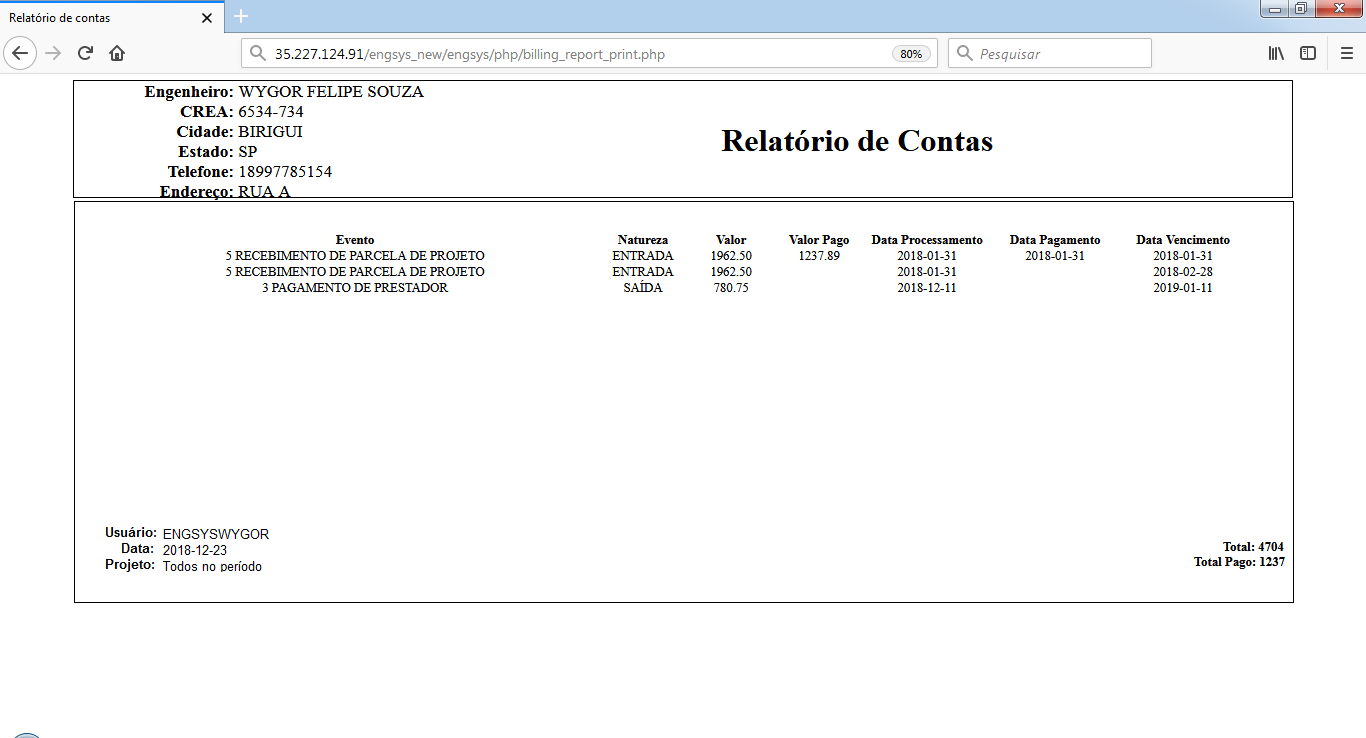 Relatório de contas
35.227.124.91/engsys_new/engsys/php/billing_report_print.php 80% Pesquisar
Engenheiro: WYGOR FELIPE SOUZA
CREA: 6534-734
Cidade: BIRIGUI
Estado: SP
Telefone: 18997785154
Endereço: RUA A
Relatório de Contas
Evento Natureza Valor Valor Pago Data Processamento Data Pagamento Data Vencimento
5 RECEBIMENTO DE PARCELA DE PROJETO ENTRADA 1962.50 1237.89 2018-01-31 2018-01-31 2018-01-31
5 RECEBIMENTO DE PARCELA DE PROJETO ENTRADA 1962.50 2018-01-31 2018-02-28
3 PAGAMENTO DE PRESTADOR SAÍDA 780.75 2018-12-11 2019-01-11
Usuário: ENGSYSWYGOR
Data: 2018-12-23
Projeto: Todos no período
Total: 4704
Total Pago: 1237